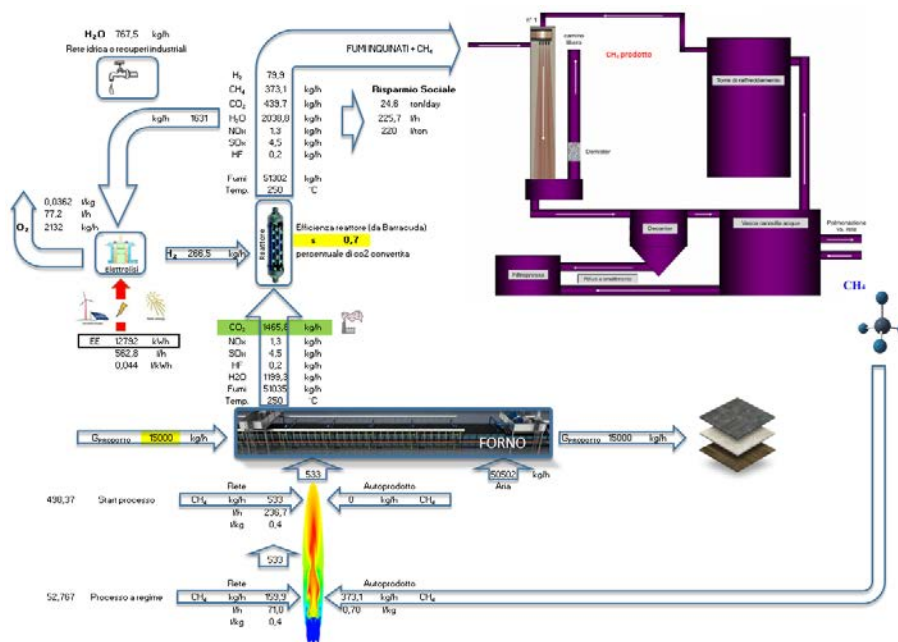 H₂O 767,5 kg/h
Rete idrica o recuperi industriali
kg/h 1631
0,0362 l/kg
77,2 l/h
O₂ 2132 kg/h
Elettrolisi
H₂ 266,5 kg/h
EE 12792 kWh
562,8 l/h
0,044 l/kWh
FUMI INQUINATI + CH₄
H₂ 79,9 kg/h
CH₄ 373,1 kg/h
CO₂ 439,7 kg/h
H₂O 2038,8 kg/h
NOx 1,3 kg/h
SOx 4,5 kg/h
HF 0,2 kg/h
Fumi 51302 kg/h
Temp. 250 °C
Risparmio Sociale
24,6 ton/day
225,7 l/h
220 l/ton
Reattore
Efficienza reattore (da Barracuda)
s 0,7
percentuale di co2 convertita
CO₂ 1465,6 kg/h
NOx 1,3 kg/h
SOx 4,5 kg/h
HF 0,2 kg/h
H2O 1199,3 kg/h
Fumi 51035 kg/h
Temp. 250 °C
n° 1
camino
Demister
CH₄ prodotto
Torre di raffreddamento
Decanter
Vasca raccolta acque
Filtropressa
CH₄
GPRODOTTO 15000 kg/h
FORNO
GPRODOTTO 15000 kg/h
533
50502 kg/h
Aria
498,37 Start processo
Rete
CH₄ kg/h 533
l/h 236,7
l/kg 0,4
Autoprodotto
0 kg/h CH₄
533
52,767 Processo a regime
Rete
CH₄ kg/h 159,9
l/h 71,0
l/kg 0,4
Autoprodotto
373,1 kg/h CH₄
0,70 l/kg